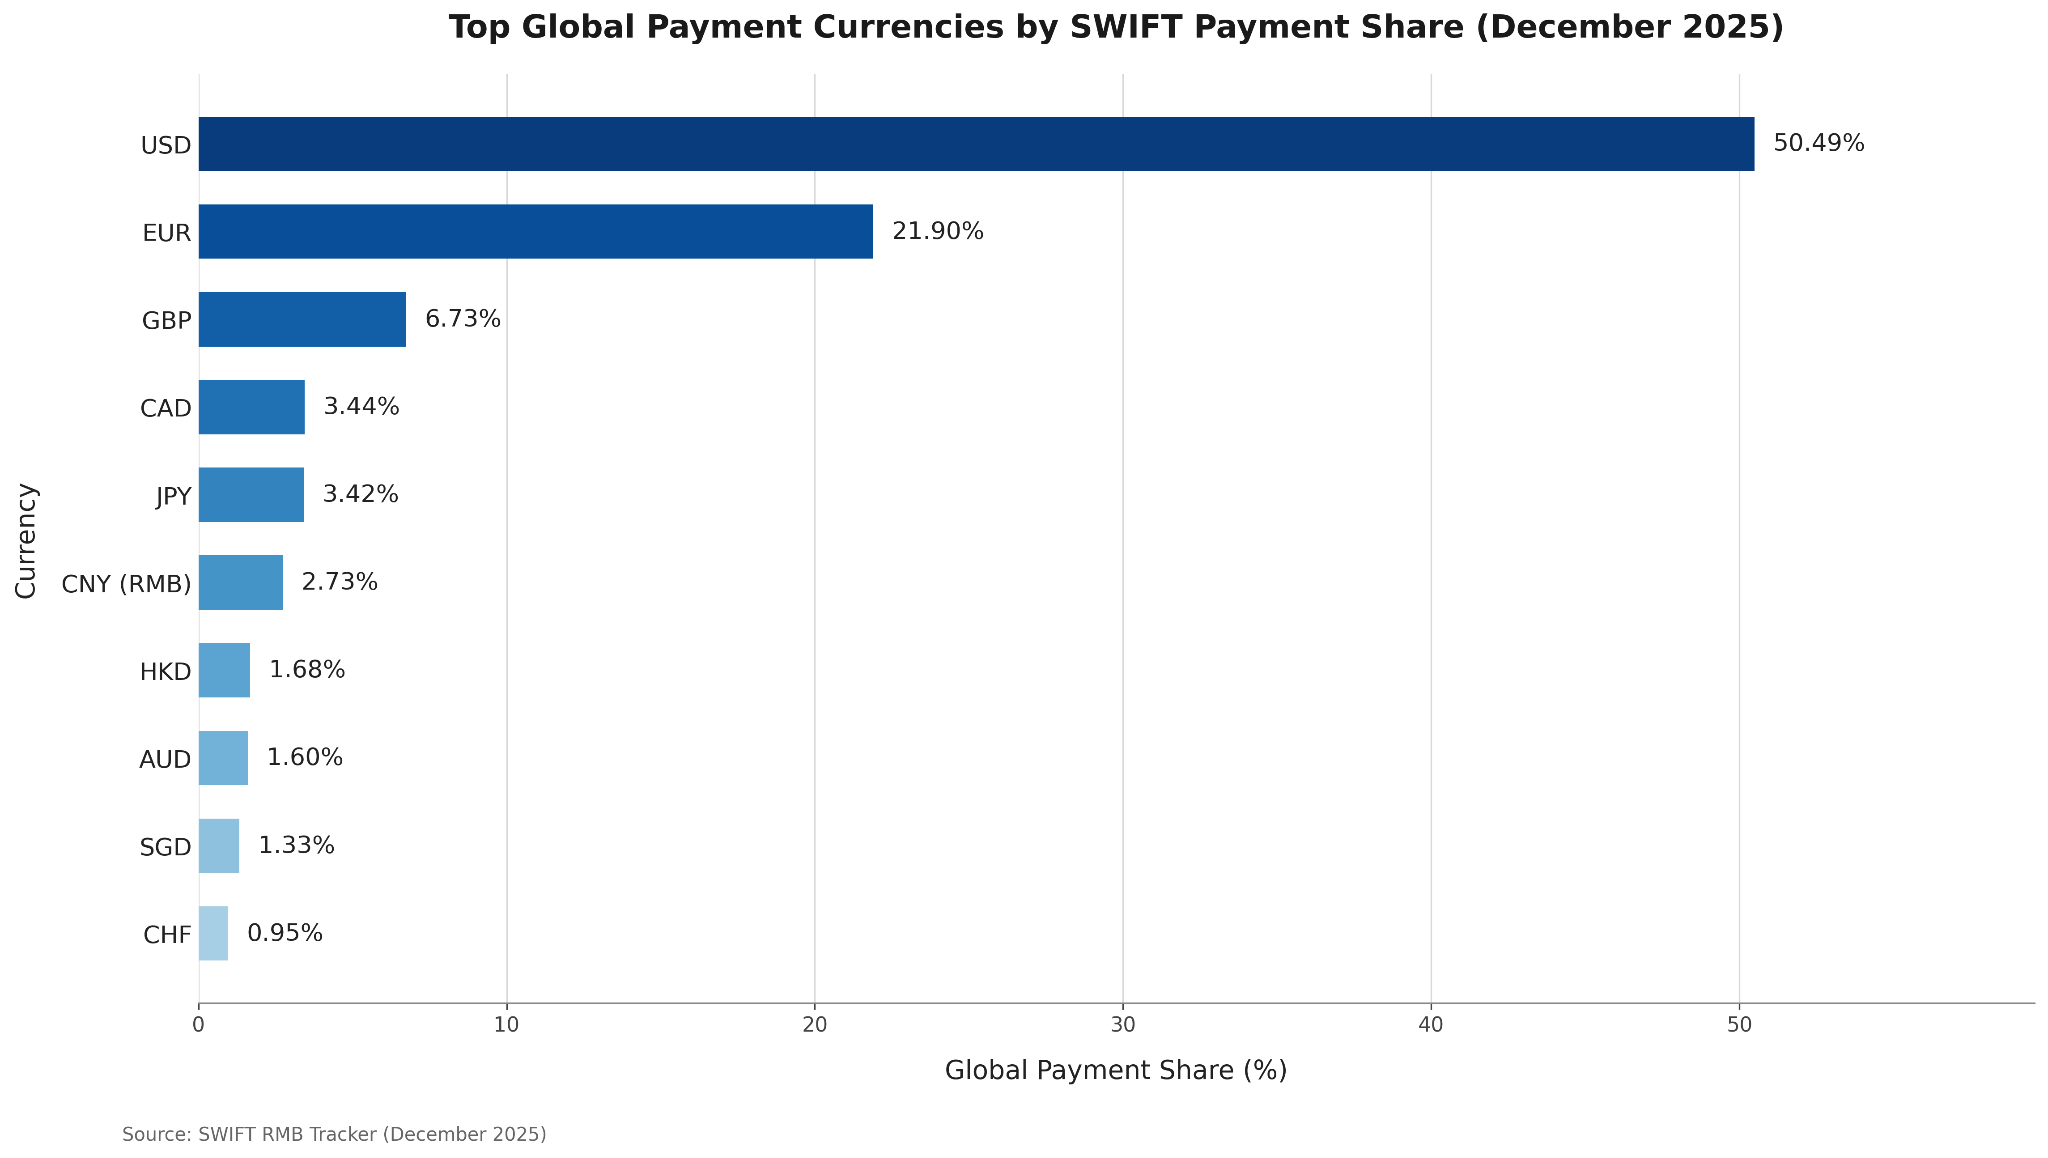 Top Global Payment Currencies by SWIFT Payment Share (December 2025)
USD 50.49%
EUR 21.90%
GBP 6.73%
CAD 3.44%
JPY 3.42%
CNY (RMB) 2.73%
HKD 1.68%
AUD 1.60%
SGD 1.33%
CHF 0.95%
Currency
0 10 20 30 40 50
Global Payment Share (%)
Source: SWIFT RMB Tracker (December 2025)